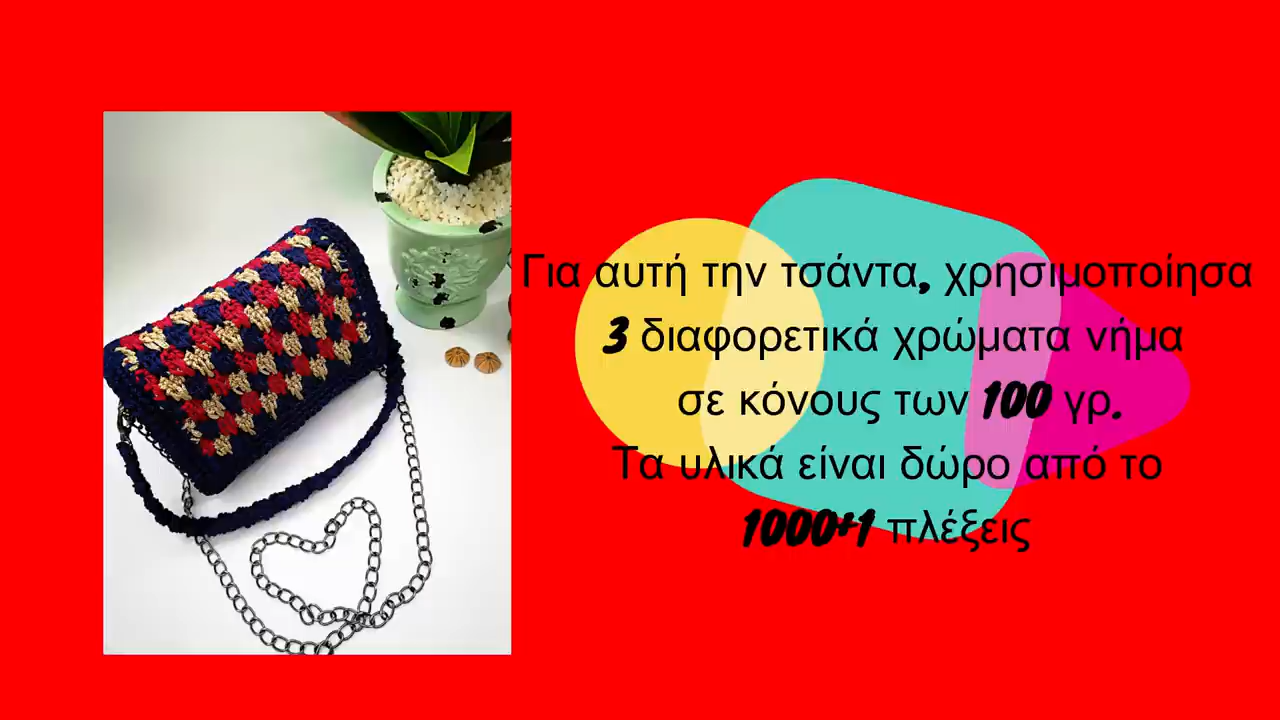 Για αυτή την τσάντα, χρησιμοποίησα
3 διαφορετικά χρώματα νήμα
σε κόνους των 100 γρ.
Τα υλικά είναι δώρο από το
1000+1 πλέξεις